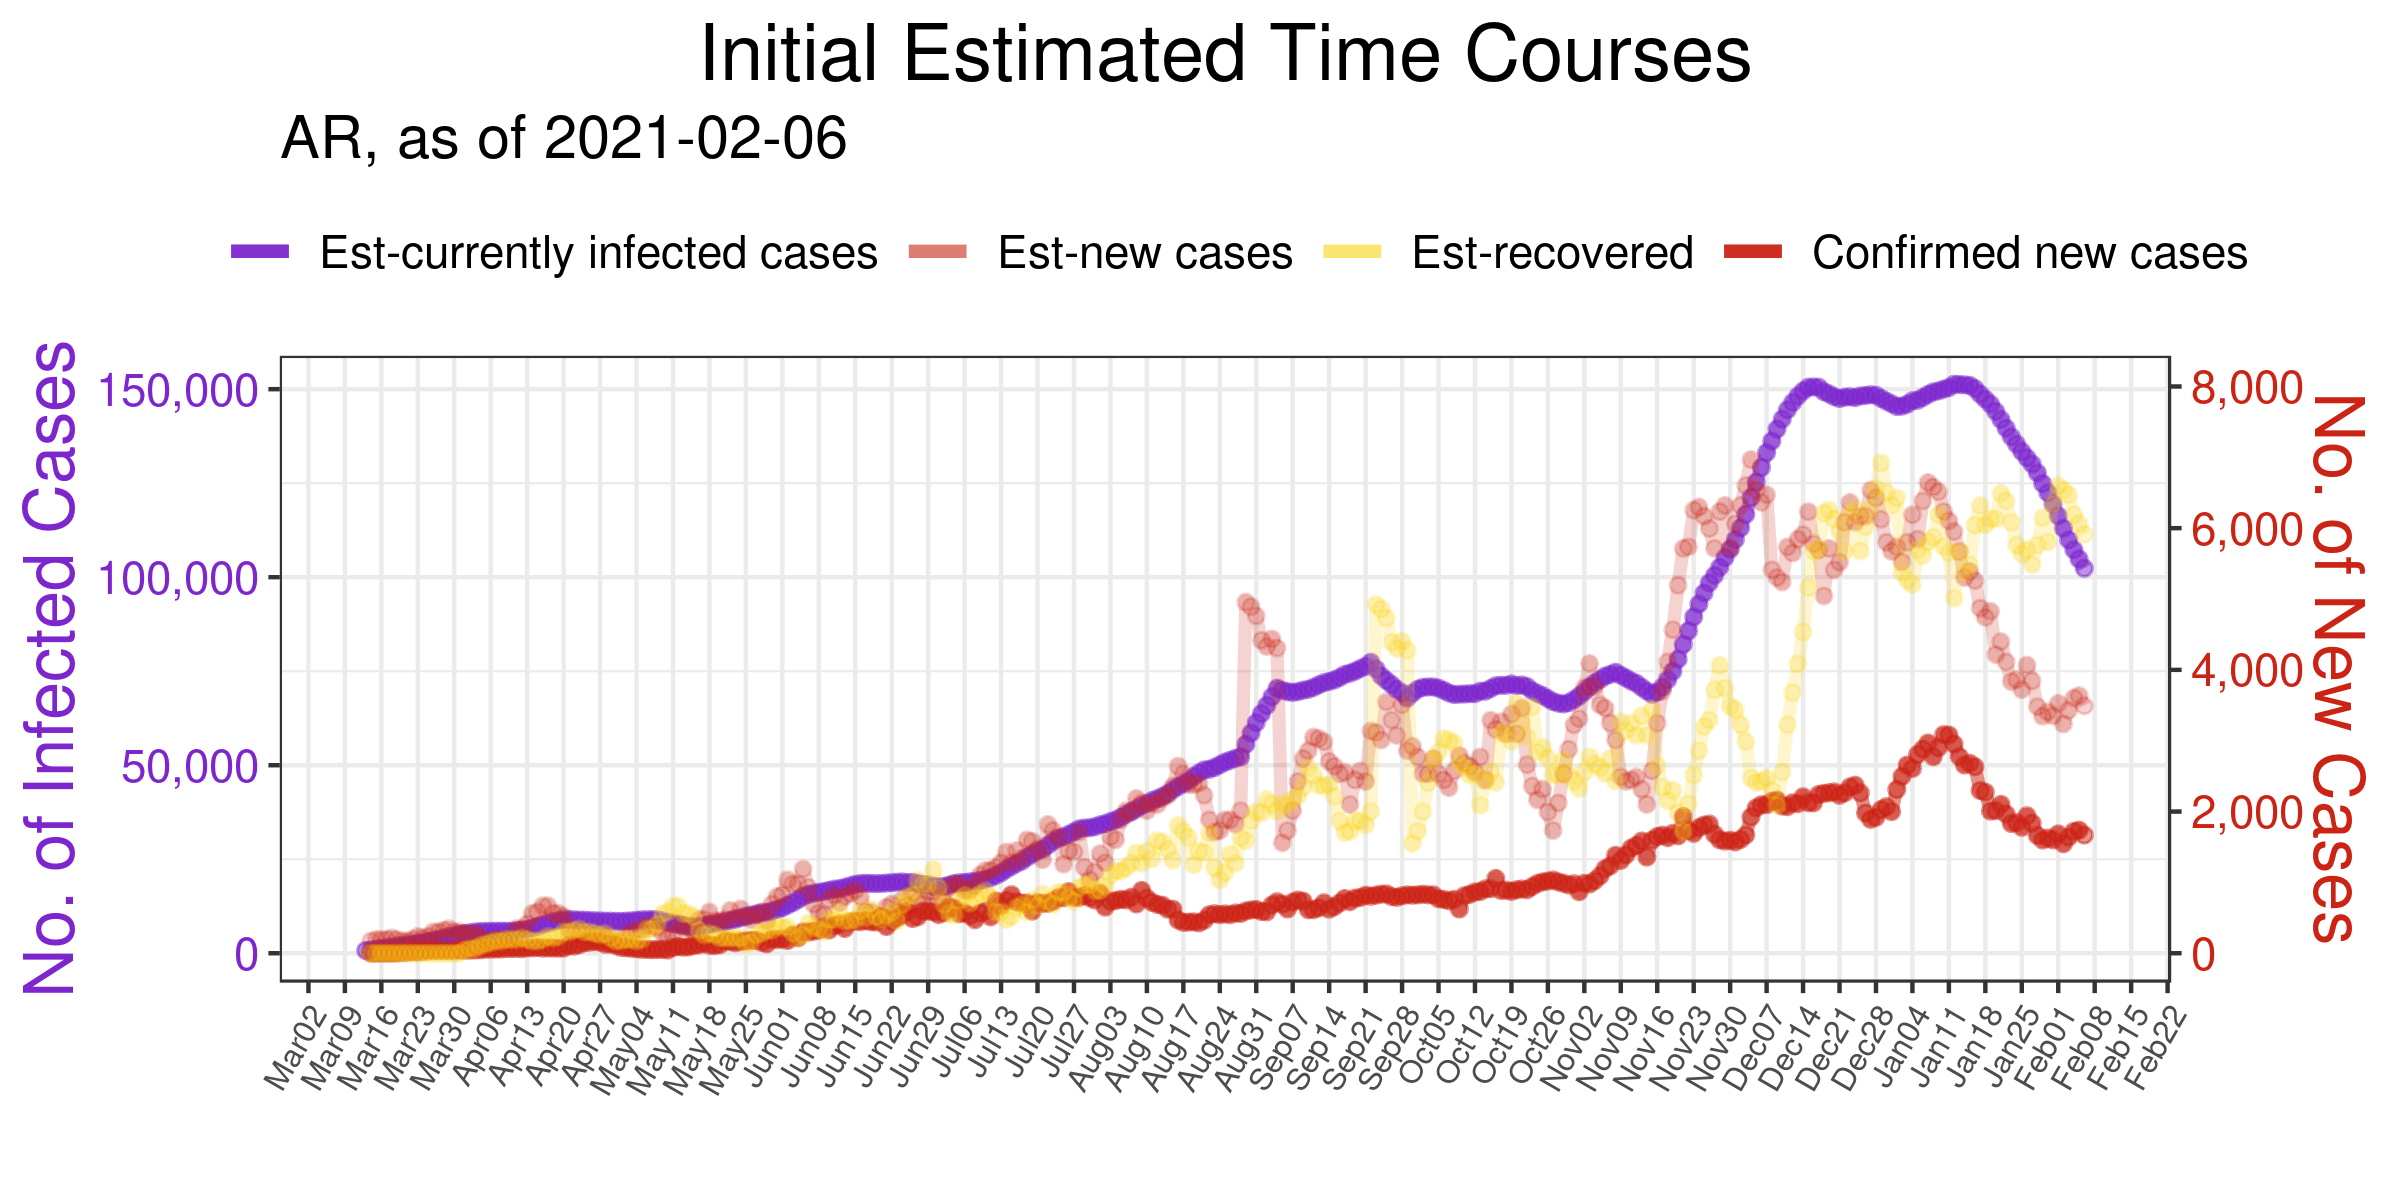 Initial Estimated Time Courses
AR, as of 2021-02-06
Est-currently infected cases Est-new cases Est-recovered Confirmed new cases
No. of Infected Cases
150,000
100,000
50,000
0
8,000
6,000
4,000
2,000
0
No. of New Cases
Mar02 Mar09 Mar16 Mar23 Mar30 Apr06 Apr13 Apr20 Apr27 May04 May11 May18 May25 Jun01 Jun08 Jun15 Jun22 Jun29 Jul06 Jul13 Jul20 Jul27 Aug03 Aug10 Aug17 Aug24 Aug31 Sep07 Sep14 Sep21 Sep28 Oct05 Oct12 Oct19 Oct26 Nov02 Nov09 Nov16 Nov23 Nov30 Dec07 Dec14 Dec21 Dec28 Jan04 Jan11 Jan18 Jan25 Feb01 Feb08 Feb15 Feb22